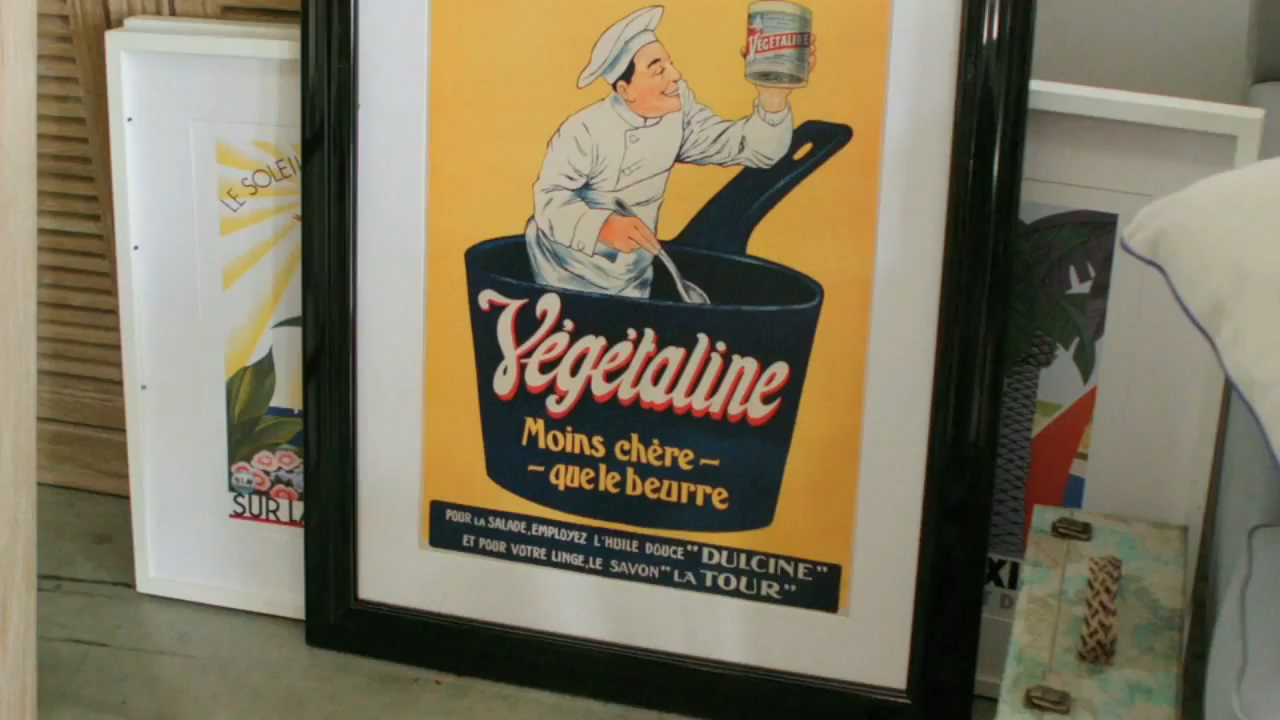 VÉGÉTALINE
Végétaline
Moins chère-
-que le beurre
POUR LA SALADE, EMPLOYEZ L'HUILE DOUCE "DULCINE"
ET POUR VOTRE LINGE, LE SAVON "LA TOUR"
LE SOLEIL
SUR LA